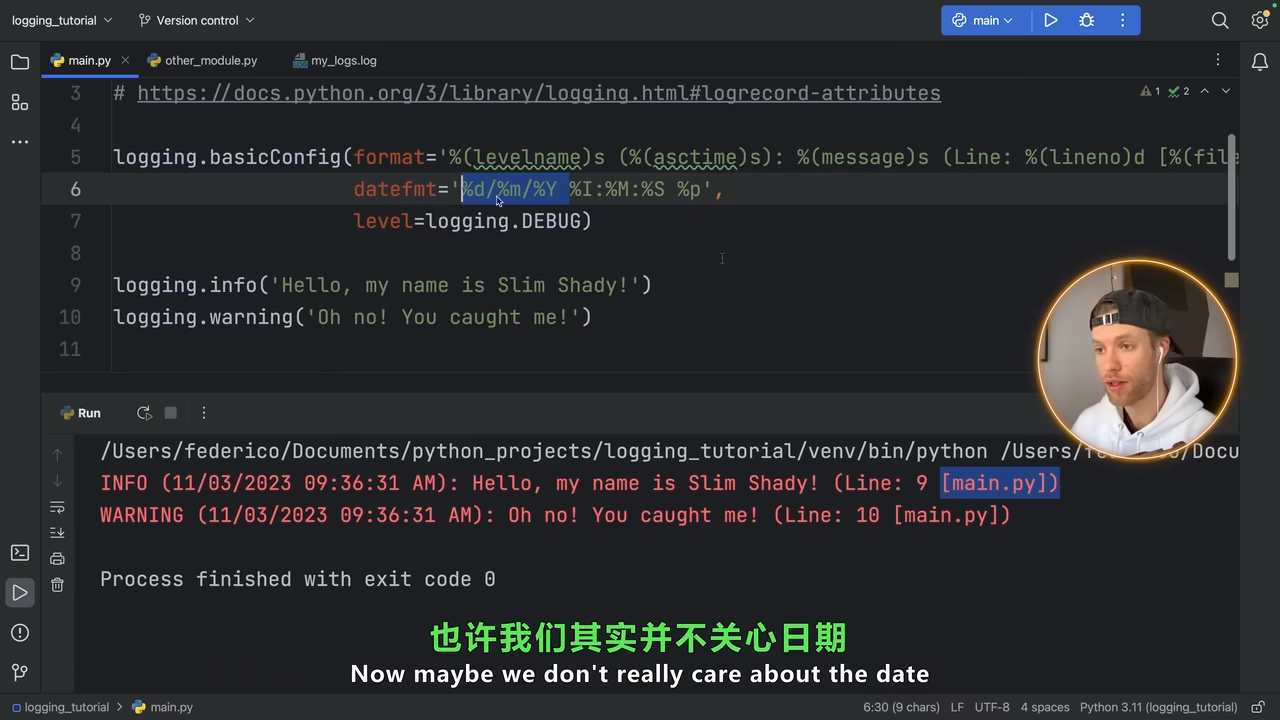 logging_tutorial
Version control
main
main.py
other_module.py
my_logs.log
3 # https://docs.python.org/3/library/logging.html#logrecord-attributes
1 2
4
5 logging.basicConfig(format='%(levelname)s (%(asctime)s): %(message)s (Line: %(lineno)d [%(file
6 datefmt='%d/%m/%Y %I:%M:%S %p',
7 level=logging.DEBUG)
8
9 logging.info('Hello, my name is Slim Shady!')
10 logging.warning('Oh no! You caught me!')
11
Run
/Users/federico/Documents/python_projects/logging_tutorial/venv/bin/python /Users/federico/Docu
INFO (11/03/2023 09:36:31 AM): Hello, my name is Slim Shady! (Line: 9 [main.py])
WARNING (11/03/2023 09:36:31 AM): Oh no! You caught me! (Line: 10 [main.py])
Process finished with exit code 0
也许我们其实并不关心日期
Now maybe we don't really care about the date
logging_tutorial > main.py
6:30 (9 chars) LF UTF-8 4 spaces Python 3.11 (logging_tutorial)